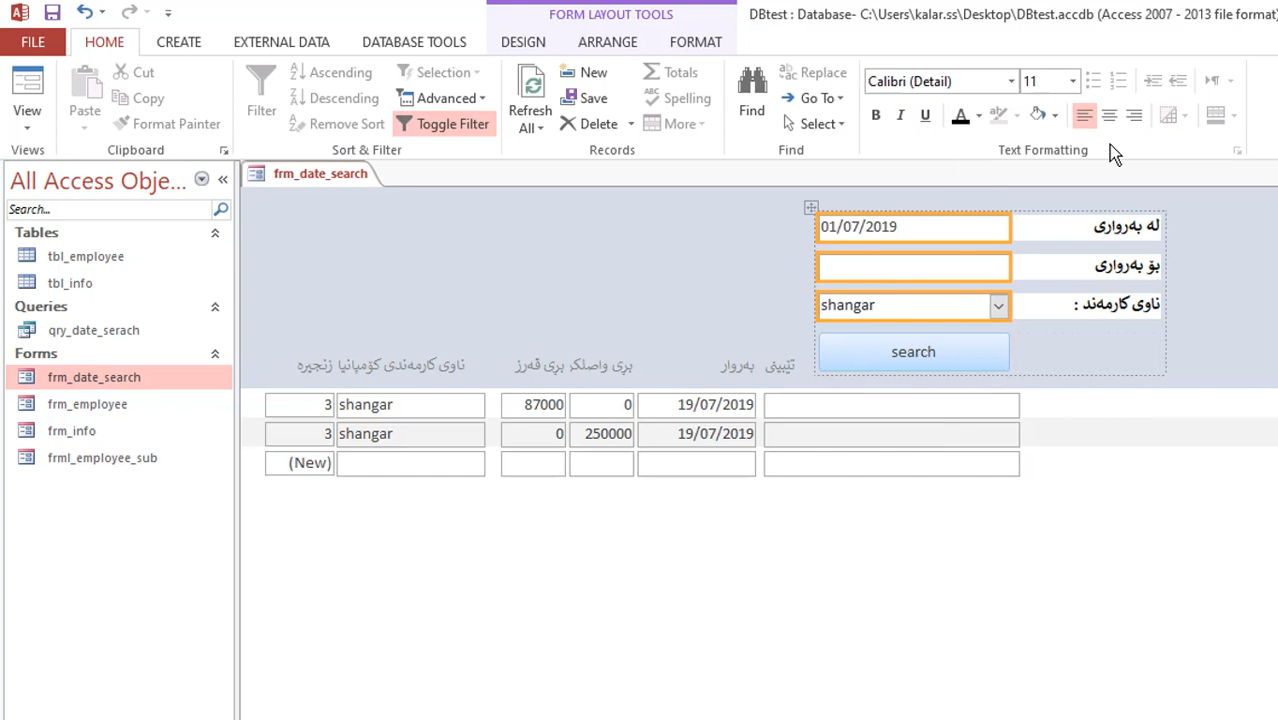 FORM LAYOUT TOOLS
DBtest : Database- C:\Users\kalar.ss\Desktop\DBtest.accdb (Access 2007 - 2013 file format)
FILE HOME CREATE EXTERNAL DATA DATABASE TOOLS DESIGN ARRANGE FORMAT
View
Views
Paste
Cut
Copy
Format Painter
Clipboard
Filter
Ascending
Descending
Remove Sort
Selection
Advanced
Toggle Filter
Sort & Filter
Refresh
All
New
Save
Delete
Totals
Spelling
More
Records
Find
Replace
Go To
Select
Find
Calibri (Detail) 11
B I U A
Text Formatting
All Access Obje...
Search...
Tables
tbl_employee
tbl_info
Queries
qry_date_serach
Forms
frm_date_search
frm_employee
frm_info
frml_employee_sub
frm_date_search
لە بەرواری 01/07/2019
بۆ بەرواری
ناوی کارمەند : shangar
search
زنجیرە ناوی کارمەندی کۆمپانیا بڕی قەرز بڕی واصلکر بەروار تێبینی
3 shangar 87000 0 19/07/2019
3 shangar 0 250000 19/07/2019
(New)